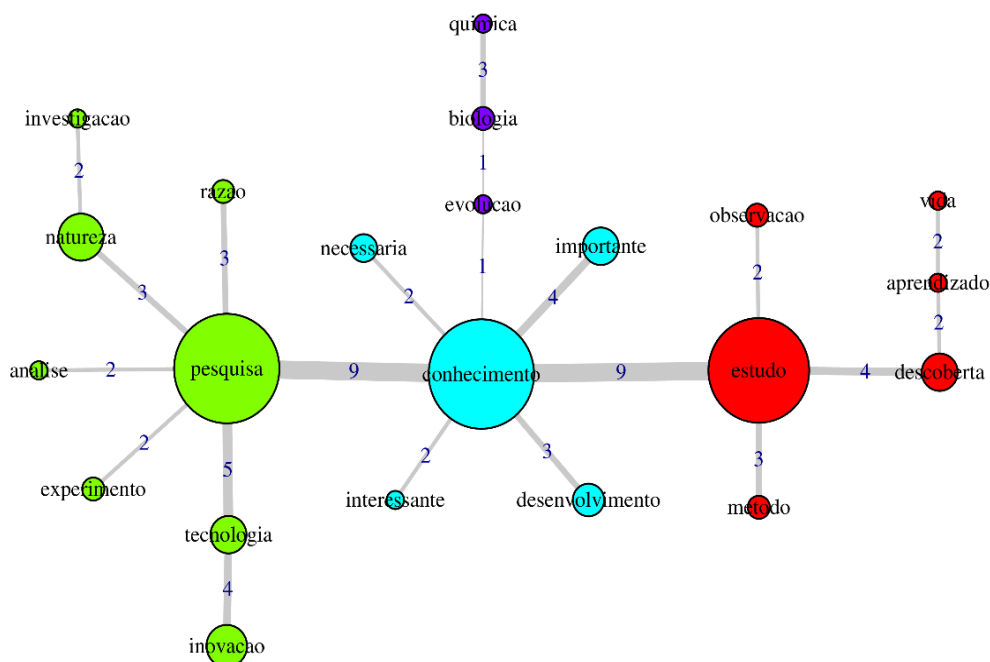 quimica
3
investigacao
biologia
2
1
razao
vida
evolucao
observacao
natureza
necessaria
importante
2
3
1
2
aprendizado
3
2
4
2
analise
2
pesquisa
9
conhecimento
9
estudo
4
descoberta
2
5
2
3
3
experimento
interessante
desenvolvimento
metodo
tecnologia
4
inovacao